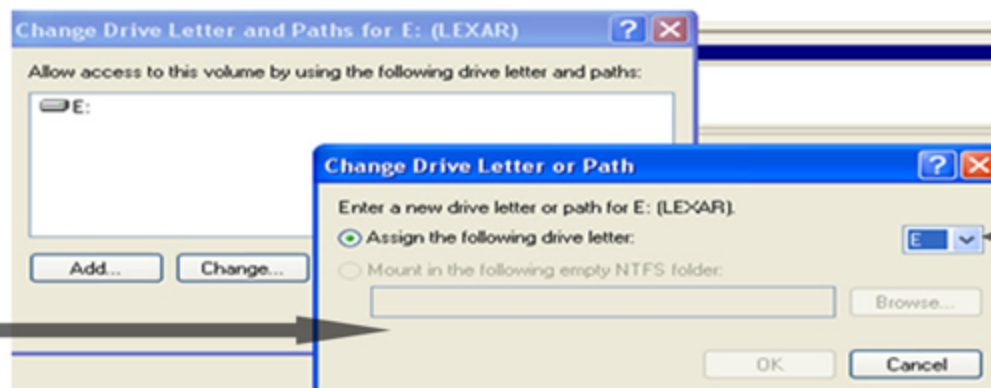 Change Drive Letter and Paths for E: (LEXAR)
Allow access to this volume by using the following drive letter and paths:
E:
Add...
Change...
Change Drive Letter or Path
Enter a new drive letter or path for E: (LEXAR).
Assign the following drive letter:
E
Mount in the following empty NTFS folder:
Browse...
OK
Cancel